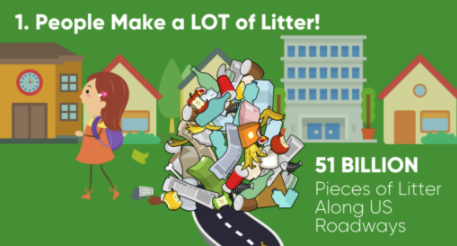 1. People Make a LOT of Litter!
51 BILLION
Pieces of Litter
Along US
Roadways